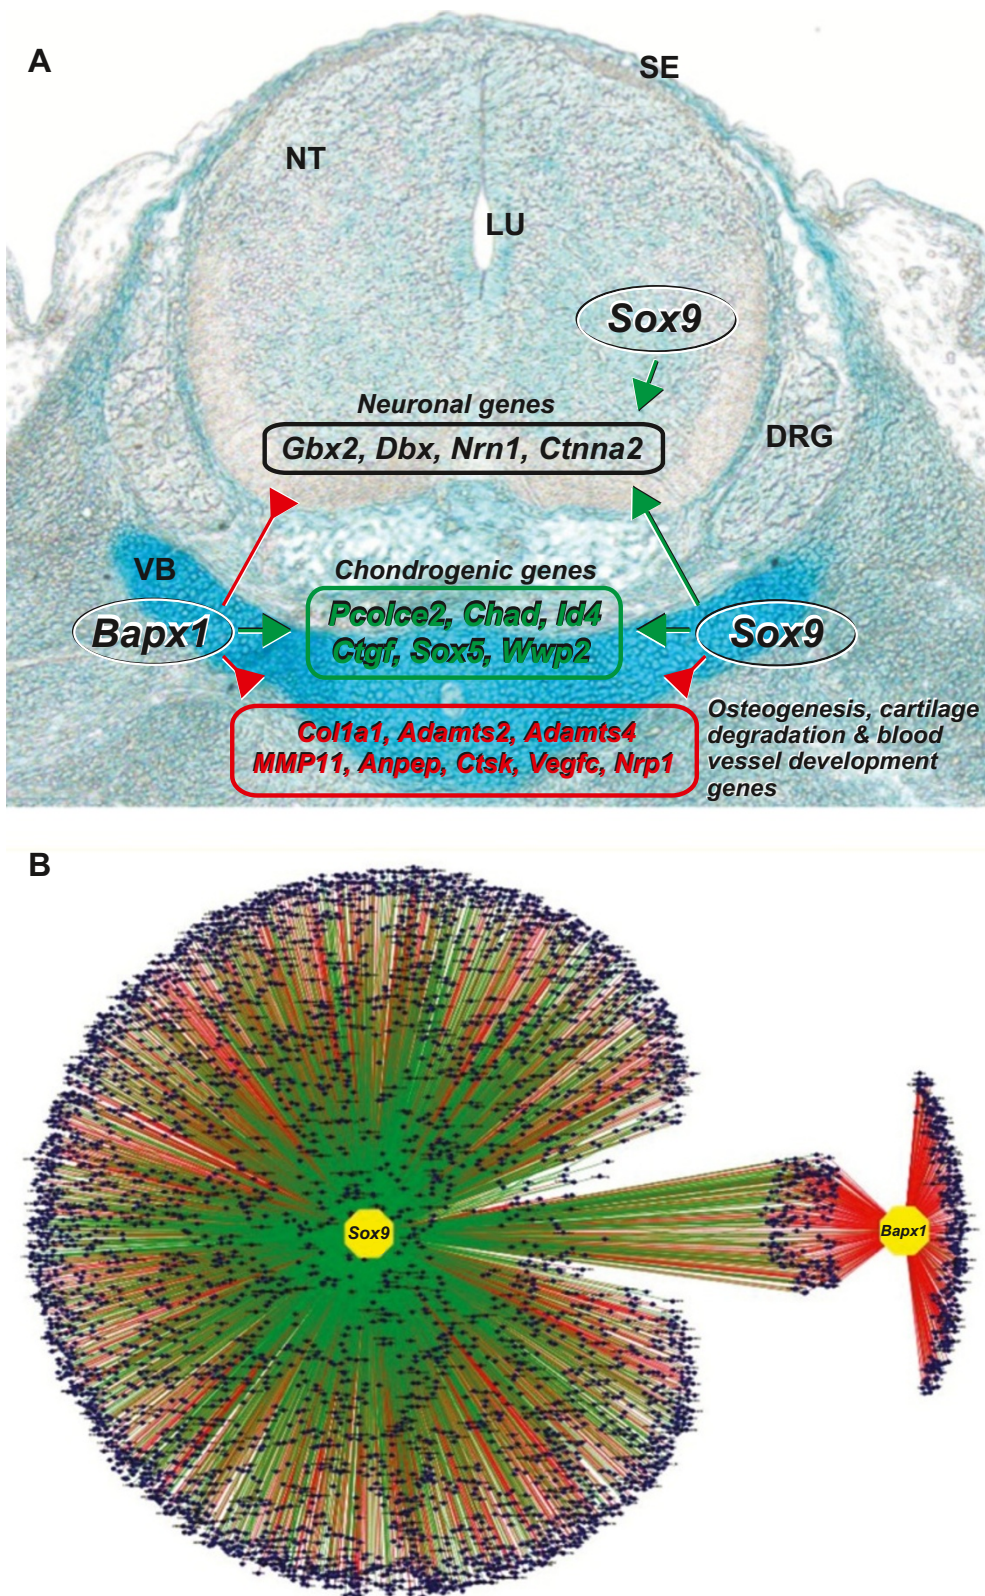 A
SE
NT
LU
Sox9
Neuronal genes
Gbx2, Dbx, Nrn1, Ctnna2
DRG
VB
Chondrogenic genes
Bapx1
Pcolce2, Chad, Id4
Ctgf, Sox5, Wwp2
Sox9
Col1a1, Adamts2, Adamts4
MMP11, Anpep, Ctsk, Vegfc, Nrp1
Osteogenesis, cartilage
degradation & blood
vessel development
genes
B
Sox9
Bapx1